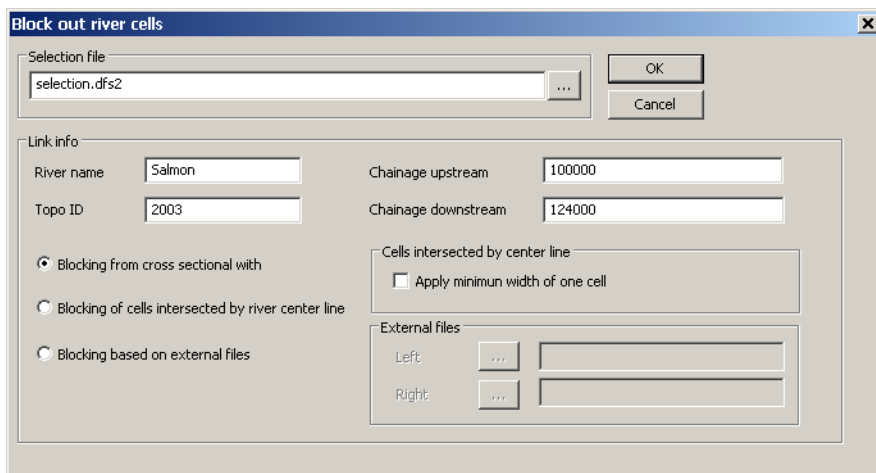 Block out river cells
Selection file
selection.dfs2
...
OK
Cancel
Link info
River name
Salmon
Chainage upstream
100000
Topo ID
2003
Chainage downstream
124000
Blocking from cross sectional with
Blocking of cells intersected by river center line
Blocking based on external files
Cells intersected by center line
Apply minimun width of one cell
External files
Left
...
Right
...